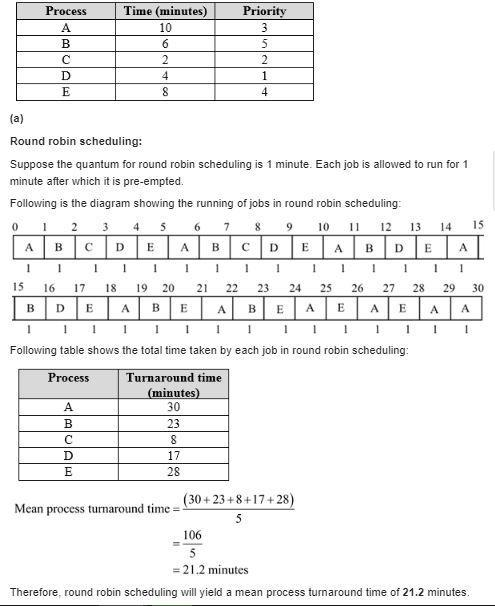 Process Time (minutes) Priority
A 10 3
B 6 5
C 2 2
D 4 1
E 8 4
(a)
Round robin scheduling:
Suppose the quantum for round robin scheduling is 1 minute. Each job is allowed to run for 1
minute after which it is pre-empted.
Following is the diagram showing the running of jobs in round robin scheduling:
0 1 2 3 4 5 6 7 8 9 10 11 12 13 14 15
A B C D E A B C D E A B D E A
1 1 1 1 1 1 1 1 1 1 1 1 1 1 1
15 16 17 18 19 20 21 22 23 24 25 26 27 28 29 30
B D E A B E A B E A E A E A A
1 1 1 1 1 1 1 1 1 1 1 1 1 1 1
Following table shows the total time taken by each job in round robin scheduling:
Process Turnaround time
(minutes)
A 30
B 23
C 8
D 17
E 28
Mean process turnaround time = (30+23+8+17+28)
5
= 106
5
= 21.2 minutes
Therefore, round robin scheduling will yield a mean process turnaround time of 21.2 minutes.